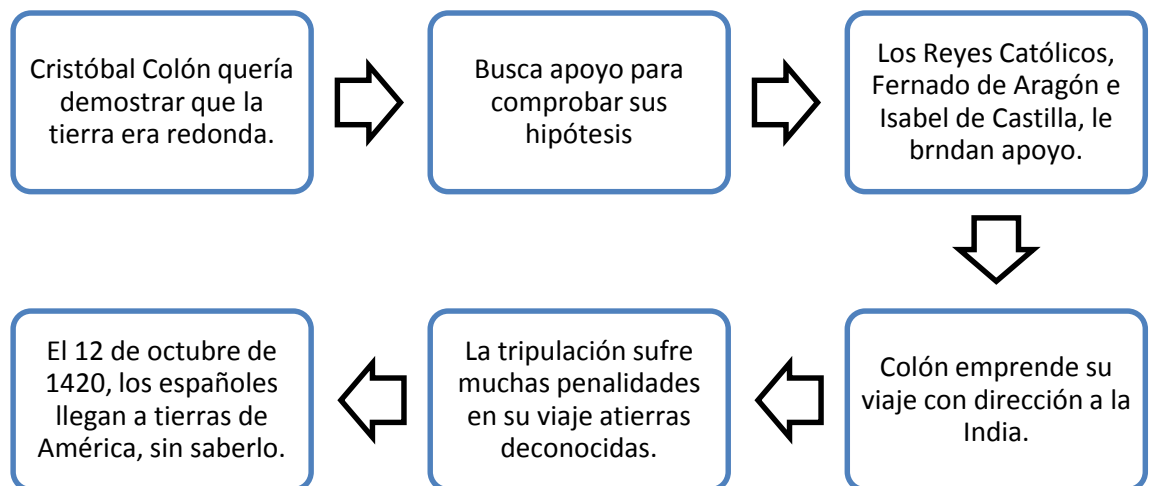 Cristóbal Colón quería
demostrar que la
tierra era redonda.
Busca apoyo para
comprobar sus
hipótesis
Los Reyes Católicos,
Fernado de Aragón e
Isabel de Castilla, le
brndan apoyo.
Colón emprende su
viaje con dirección a la
India.
La tripulación sufre
muchas penalidades
en su viaje atierras
deconocidas.
El 12 de octubre de
1420, los españoles
llegan a tierras de
América, sin saberlo.